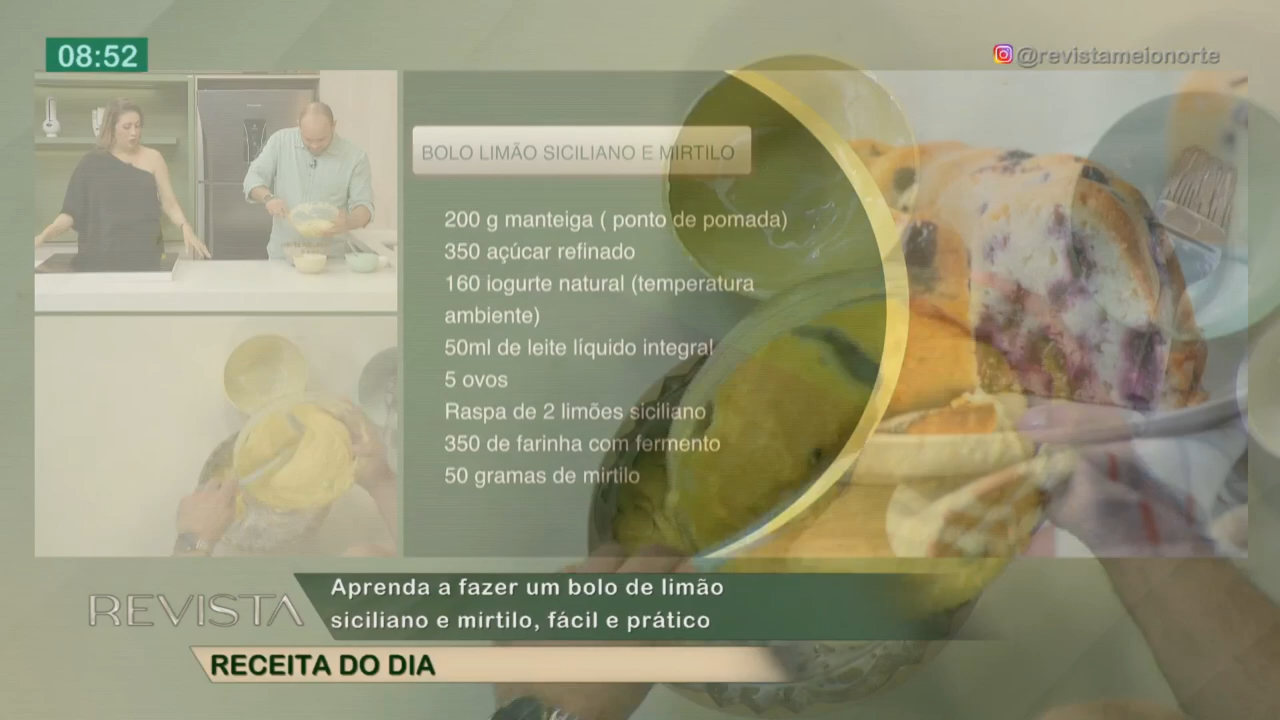 08:52
@revistameionorte
BOLO LIMÃO SICILIANO E MIRTILO
200 g manteiga ( ponto de pomada)
350 açúcar refinado
160 iogurte natural (temperatura
ambiente)
50ml de leite líquido integral
5 ovos
Raspa de 2 limões siciliano
350 de farinha com fermento
50 gramas de mirtilo
REVISTA
Aprenda a fazer um bolo de limão
siciliano e mirtilo, fácil e prático
RECEITA DO DIA